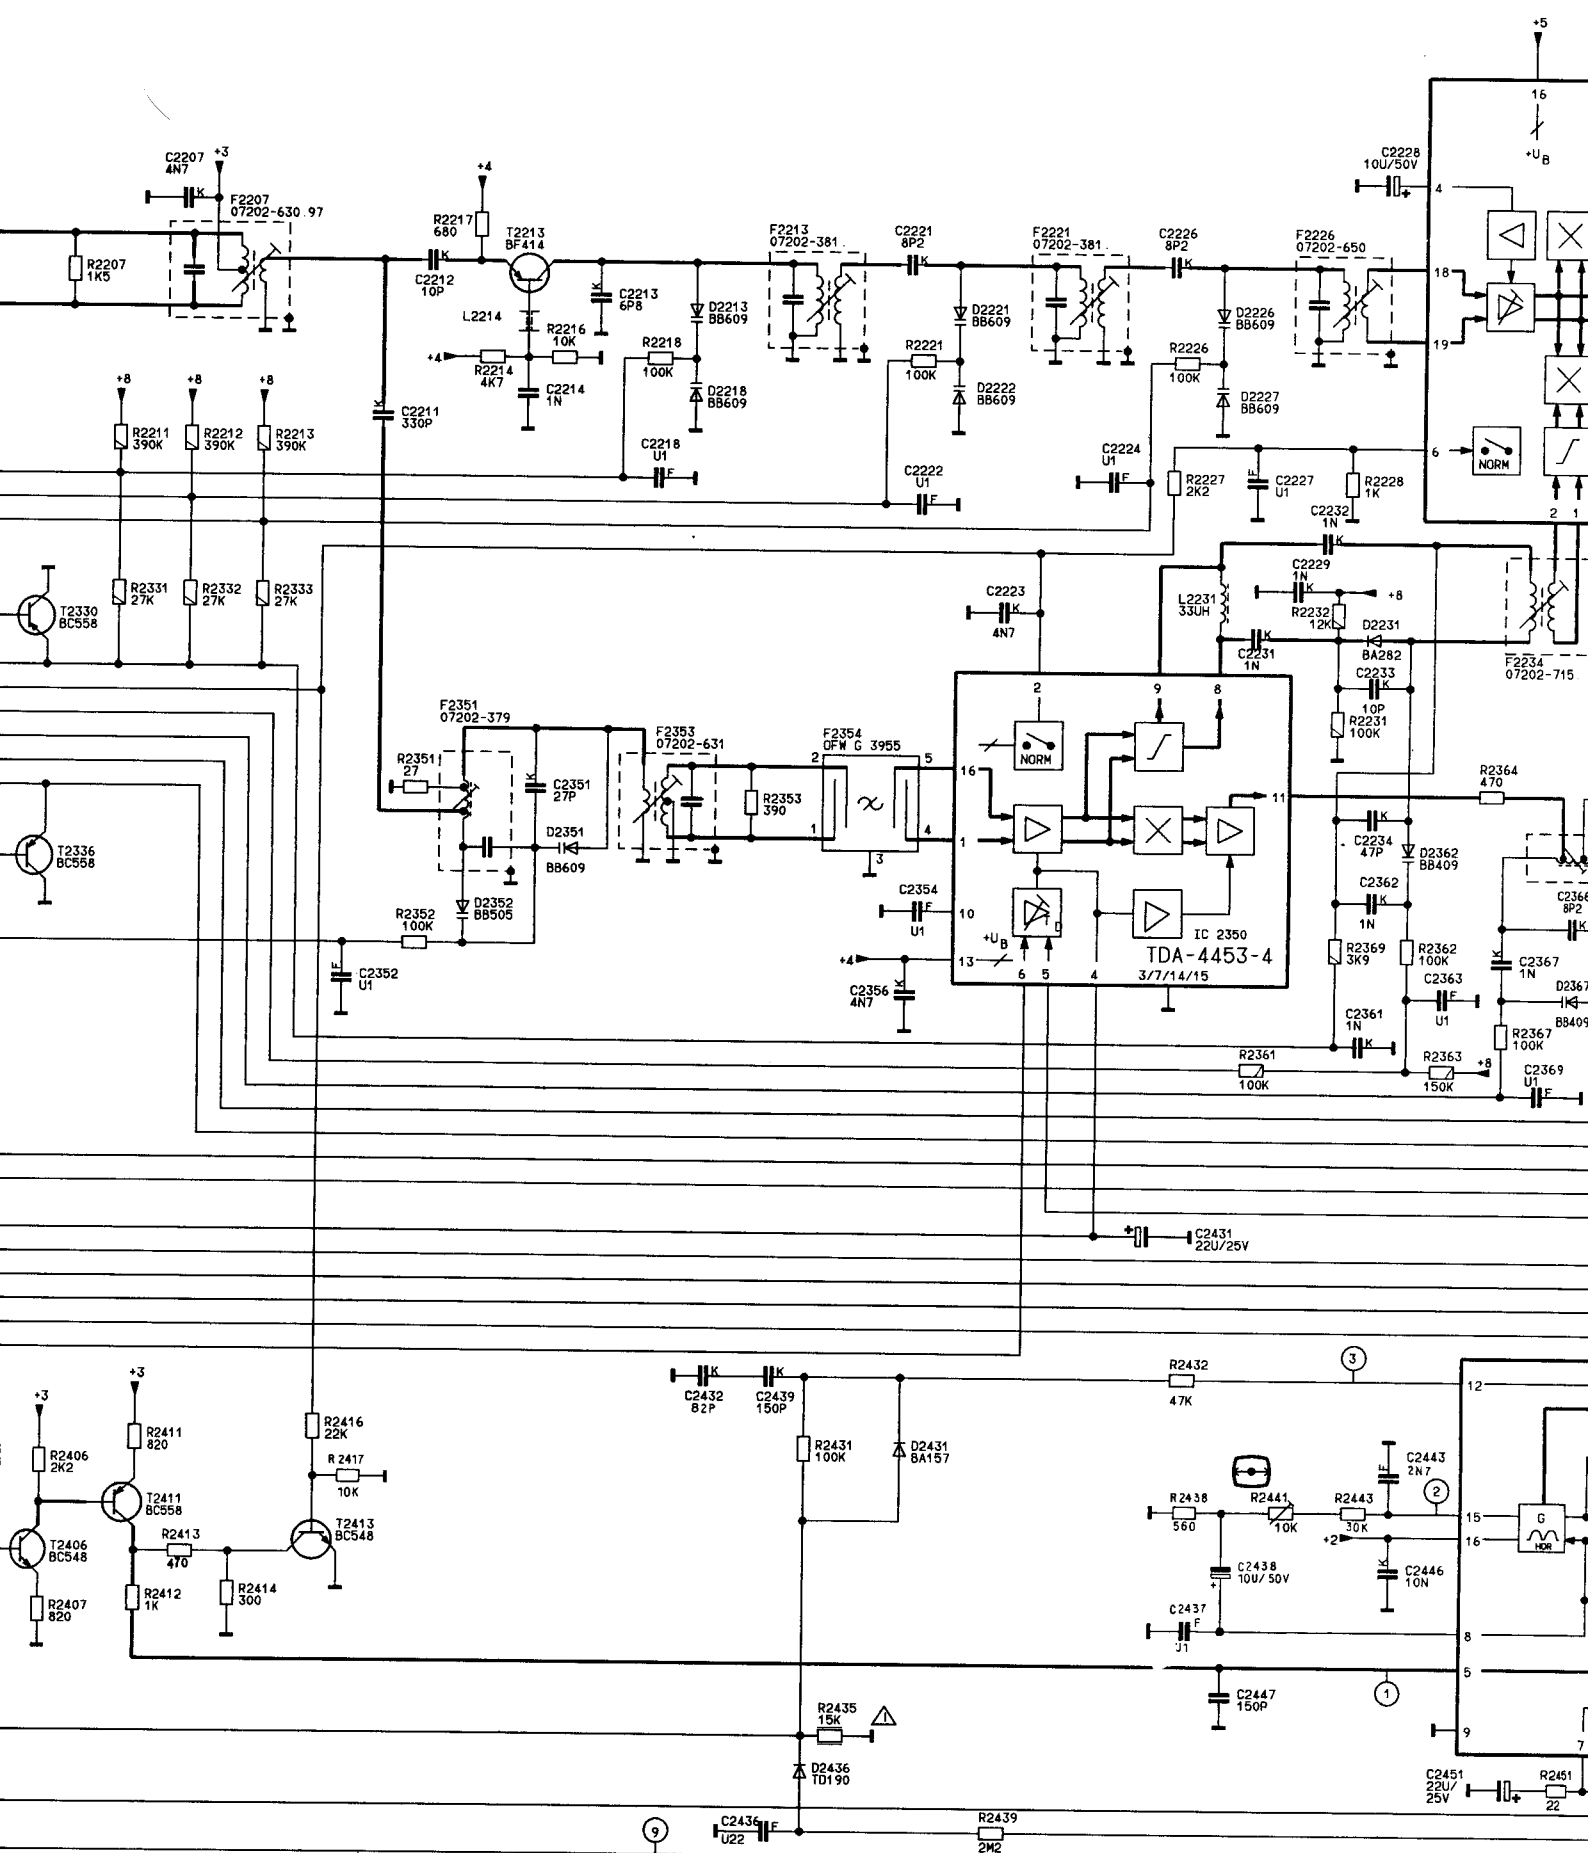 +5
16
+U B
C2228
10U/50V
4
C2207
4N7
+3
F2207
07202-630.97
R2207
1K5
+4
R2217
680
T2213
BF414
C2212
10P
L2214
R2216
10K
C2213
6P8
D2213
BB609
+4
R2214
4K7
C2214
1N
R2218
100K
D2218
BB609
F2213
07202-381.
C2221
8P2
D2221
BB609
R2221
100K
D2222
BB609
F2221
07202-381.
C2226
8P2
D2226
BB609
R2226
100K
D2227
BB609
F2226
07202-650
18
19
+8
+8
+8
R2211
390K
R2212
390K
R2213
390K
C2211
330P
C2218
U1
C2222
U1
C2224
U1
R2227
2K2
C2227
U1
R2228
1K
6
NORM
2
1
C2232
1N
T2330
BC558
R2331
27K
R2332
27K
R2333
27K
C2223
4N7
L2231
33UH
C2229
1N
R2232
12K
+8
D2231
BA282
C2231
1N
C2233
10P
R2231
100K
F2234
07202-715.
F2351
07202-379
R2351
27
C2351
27P
D2351
BB609
F2353
07202-631
R2353
390
F2354
OFW G 3955
2
5
1
4
3
2
NORM
9
8
16
1
11
10
13
+U B
6
5
4
D
IC 2350
TDA-4453-4
3/7/14/15
R2364
470
T2336
BC558
D2352
BB505
R2352
100K
C2352
U1
C2354
U1
+4
C2356
4N7
C2234
47P
D2362
BB409
C2362
1N
R2369
3K9
R2362
100K
C2363
U1
C2361
1N
R2361
100K
R2363
150K
+8
C2366
8P2
C2367
1N
D2367
BB409
R2367
100K
C2369
U1
C2431
22U/25V
+3
+3
R2411
820
R2406
2K2
T2411
BC558
T2406
BC548
R2407
820
R2413
470
R2412
1K
R2414
300
R2416
22K
R2417
10K
T2413
BC548
C2432
82P
C2439
150P
R2431
100K
D2431
BA157
R2432
47K
3
12
R2438
560
R2441
10K
R2443
30K
C2443
2N7
2
15
16
+2
G
HOR
C2438
10U/50V
C2446
10N
C2437
U1
8
5
C2447
150P
1
9
7
R2435
15K
D2436
TD190
C2436
U22
9
R2439
2M2
C2451
22U/
25V
R2451
22